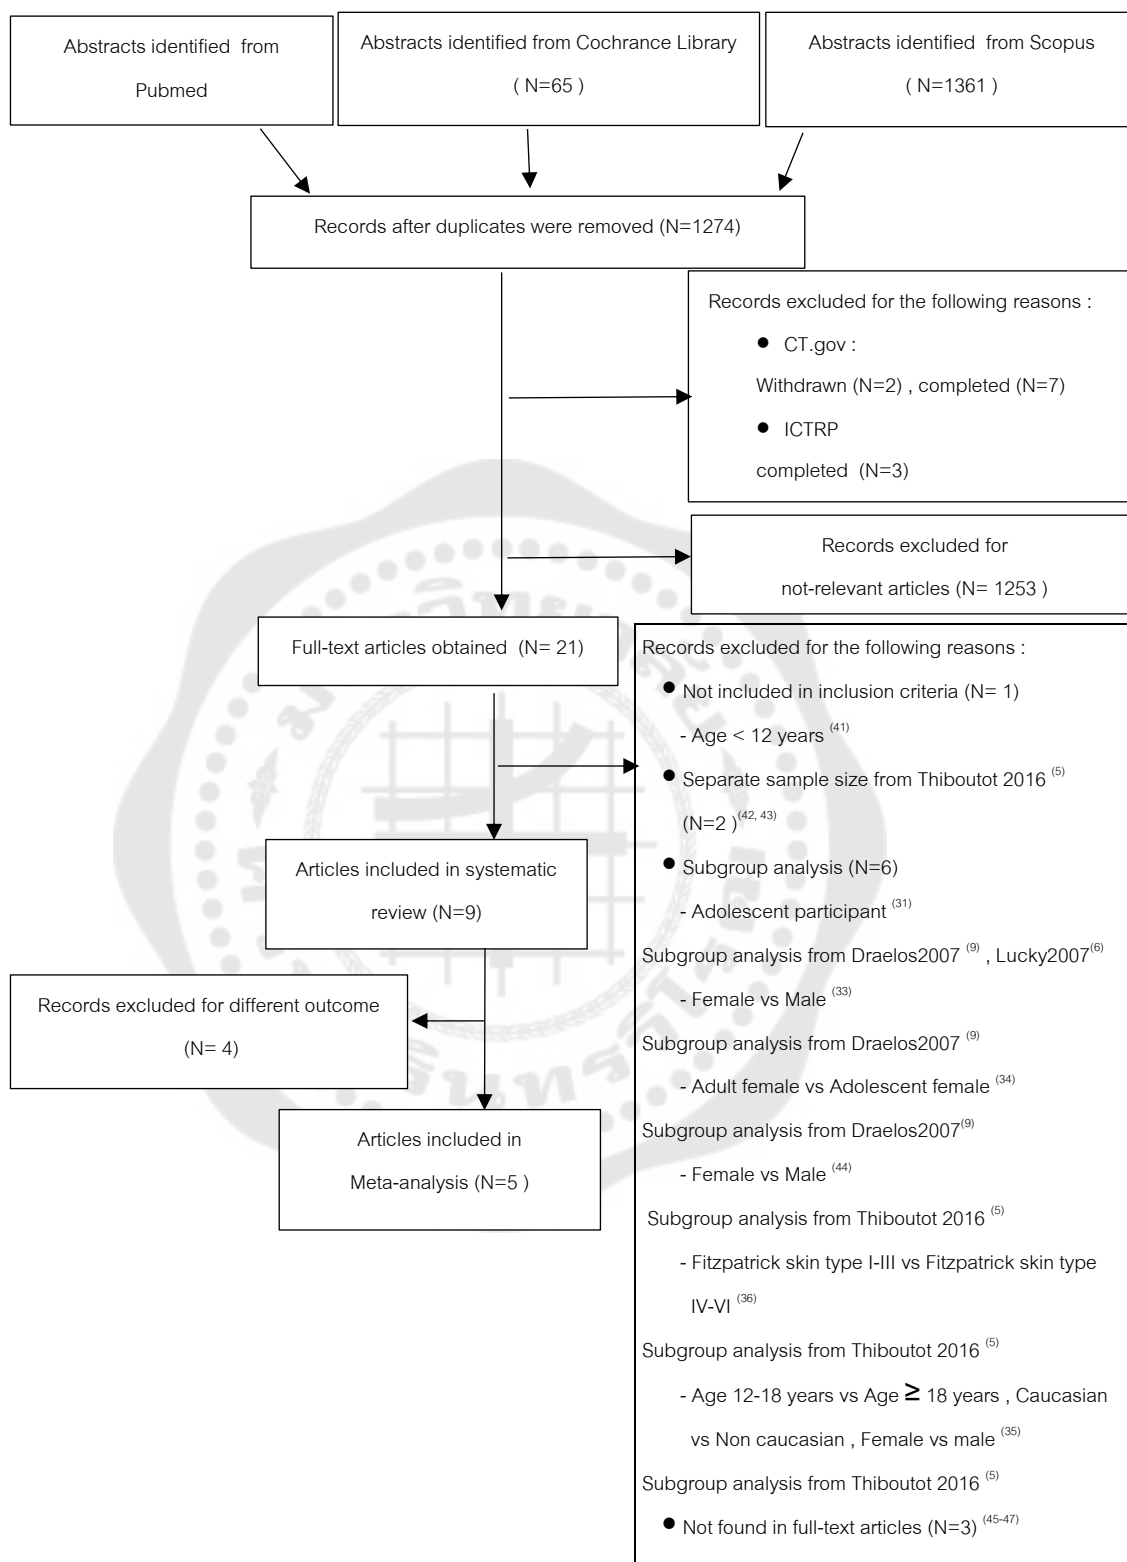 Abstracts identified from
Pubmed
Abstracts identified from Cochrance Library
( N=65 )
Abstracts identified from Scopus
( N=1361 )
Records after duplicates were removed (N=1274)
Records excluded for the following reasons :
● CT.gov :
Withdrawn (N=2) , completed (N=7)
● ICTRP
completed (N=3)
Records excluded for
not-relevant articles (N= 1253 )
Full-text articles obtained (N= 21)
Records excluded for the following reasons :
● Not included in inclusion criteria (N= 1)
- Age < 12 years (41)
● Separate sample size from Thiboutot 2016 (5)
(N=2 )(42, 43)
● Subgroup analysis (N=6)
- Adolescent participant (31)
Subgroup analysis from Draelos2007 (9) , Lucky2007(6)
- Female vs Male (33)
Subgroup analysis from Draelos2007 (9)
- Adult female vs Adolescent female (34)
Subgroup analysis from Draelos2007(9)
- Female vs Male (44)
Subgroup analysis from Thiboutot 2016 (5)
- Fitzpatrick skin type I-III vs Fitzpatrick skin type
IV-VI (36)
Subgroup analysis from Thiboutot 2016 (5)
- Age 12-18 years vs Age ≥ 18 years , Caucasian
vs Non caucasian , Female vs male (35)
Subgroup analysis from Thiboutot 2016 (5)
● Not found in full-text articles (N=3) (45-47)
Articles included in systematic
review (N=9)
Records excluded for different outcome
(N= 4)
Articles included in
Meta-analysis (N=5 )